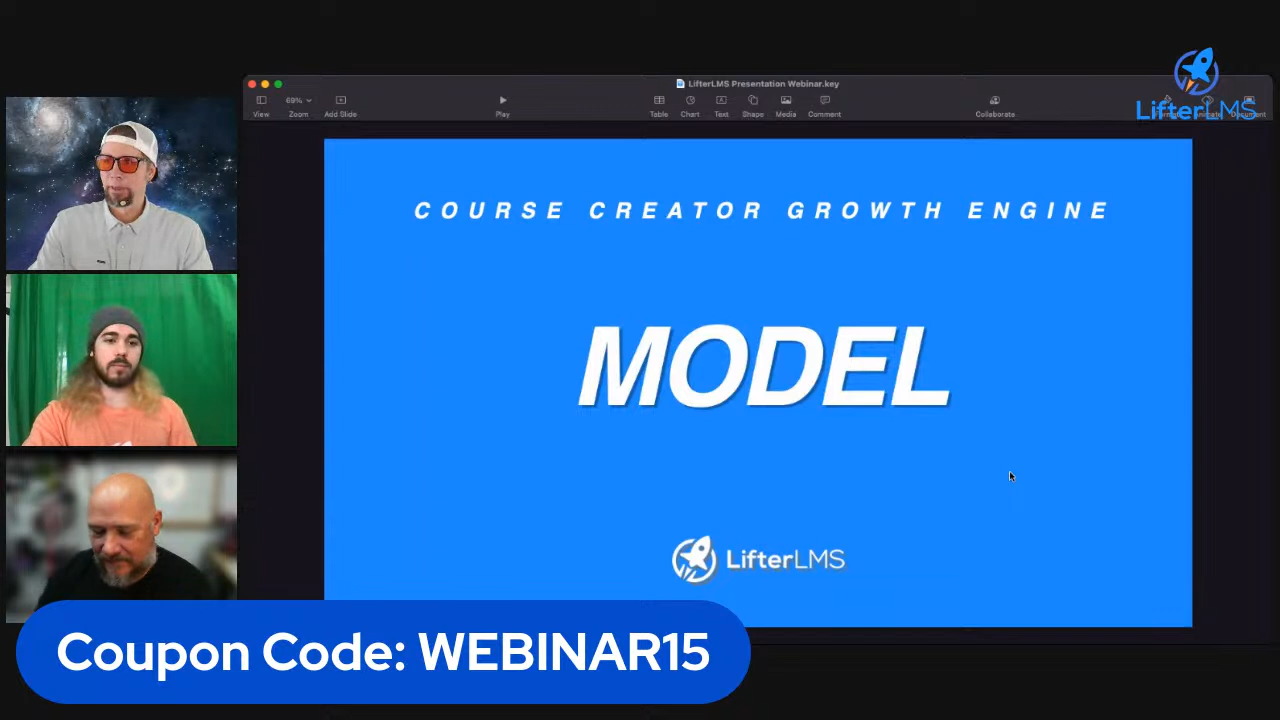 LifterLMS Presentation Webinar.key
69%
View
Zoom
Add Slide
Play
Table
Chart
Text
Shape
Media
Comment
Collaborate
LifterLMS
COURSE CREATOR GROWTH ENGINE
MODEL
LifterLMS
Coupon Code: WEBINAR15